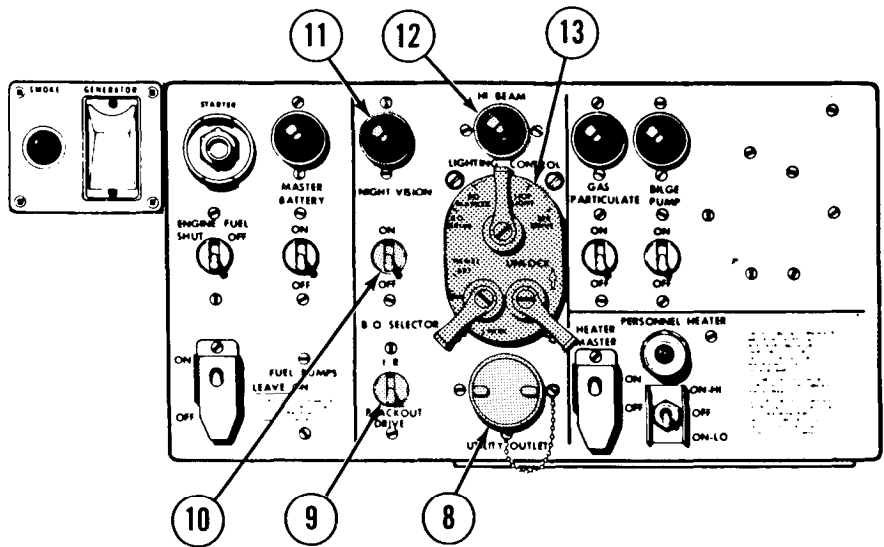 11
12
13
SMOKE
GENERATOR
STARTER
HI BEAM
MASTER
BATTERY
NIGHT VISION
LIGHTING CONTROL
GAS
PARTICULATE
BILGE
PUMP
ENGINE FUEL
SHUT OFF
ON
OFF
ON
OFF
UNLOCK
ON
OFF
ON
OFF
B O SELECTOR
I R
BLACKOUT
DRIVE
ON
OFF
FUEL PUMPS
LEAVE ON
HEATER
MASTER
PERSONNEL HEATER
ON
OFF
ON-HI
OFF
ON-LO
UTILITY OUTLET
10
9
8